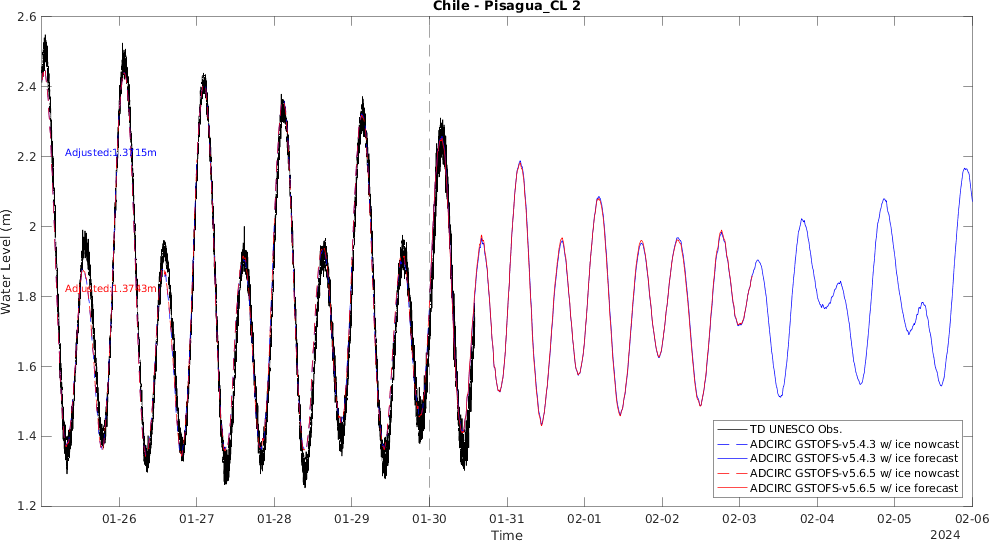 Chile - Pisagua_CL 2
Water Level (m)
2.6
2.4
2.2
2
1.8
1.6
1.4
1.2
Adjusted:1.3715m
Adjusted:1.3743m
TD UNESCO Obs.
ADCIRC GSTOFS-v5.4.3 w/ ice nowcast
ADCIRC GSTOFS-v5.4.3 w/ ice forecast
ADCIRC GSTOFS-v5.6.5 w/ ice nowcast
ADCIRC GSTOFS-v5.6.5 w/ ice forecast
01-26 01-27 01-28 01-29 01-30 01-31 02-01 02-02 02-03 02-04 02-05 02-06
Time
2024